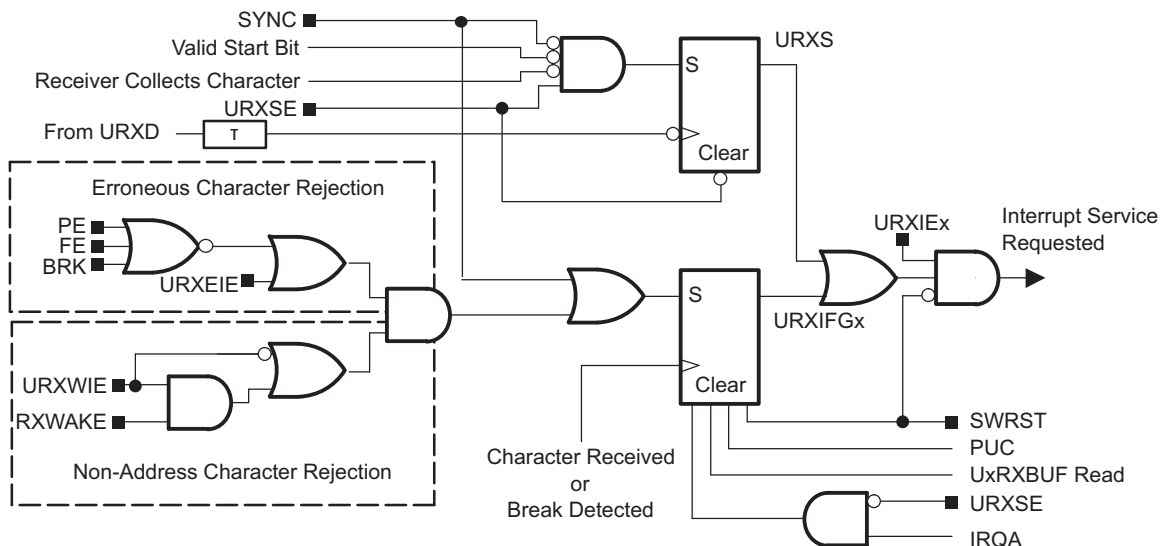 SYNC
Valid Start Bit
Receiver Collects Character
URXSE
From URXD
T
S
URXS
Clear
Erroneous Character Rejection
PE
FE
BRK
URXEIE
URXWIE
RXWAKE
Non-Address Character Rejection
S
Clear
URXIFGx
URXIEx
Interrupt Service
Requested
Character Received
or
Break Detected
SWRST
PUC
UxRXBUF Read
URXSE
IRQA